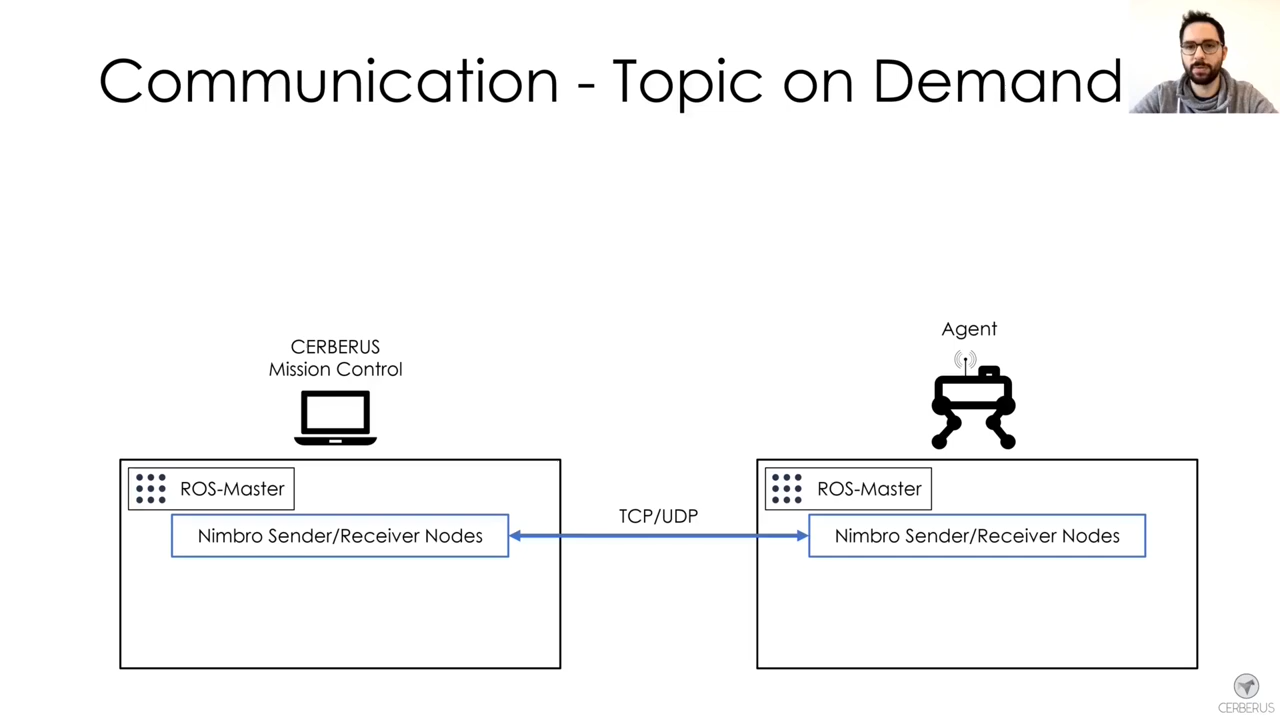 Communication - Topic on Demand
CERBERUS
Mission Control
Agent
ROS-Master
Nimbro Sender/Receiver Nodes
TCP/UDP
ROS-Master
Nimbro Sender/Receiver Nodes
CERBERUS